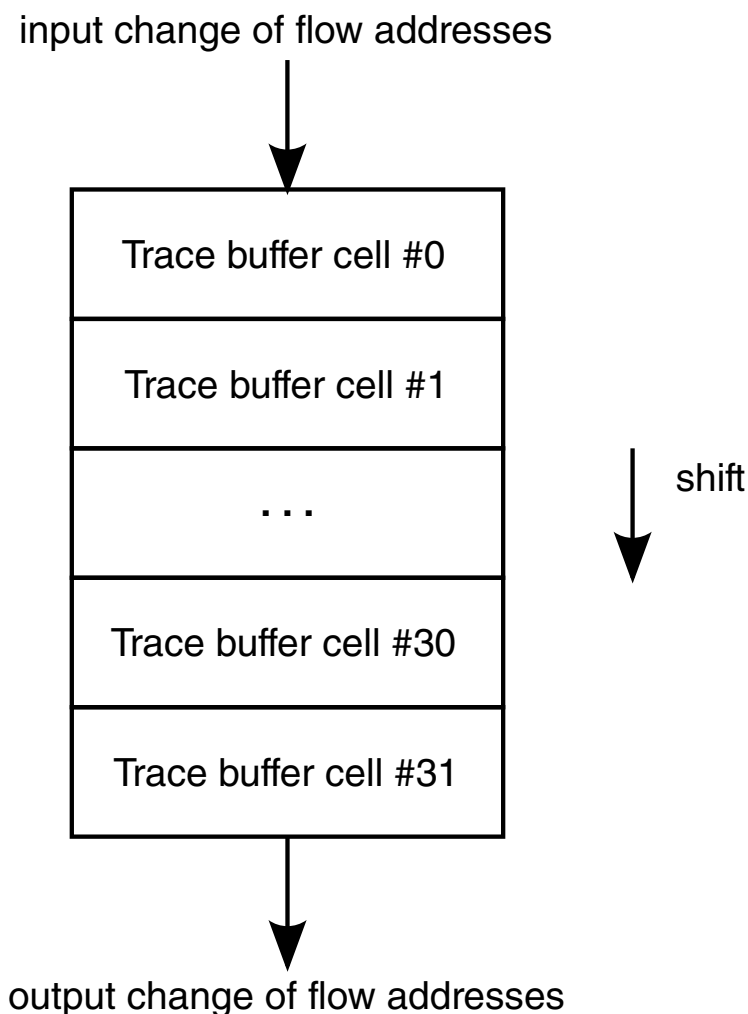 input change of flow addresses
Trace buffer cell #0
Trace buffer cell #1
. . .
shift
Trace buffer cell #30
Trace buffer cell #31
output change of flow addresses